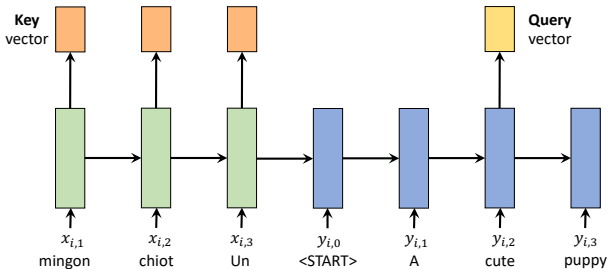 Key
vector
Query
vector
x_{i,1} x_{i,2} x_{i,3} y_{i,0} y_{i,1} y_{i,2} y_{i,3}
mingon chiot Un <START> A cute puppy